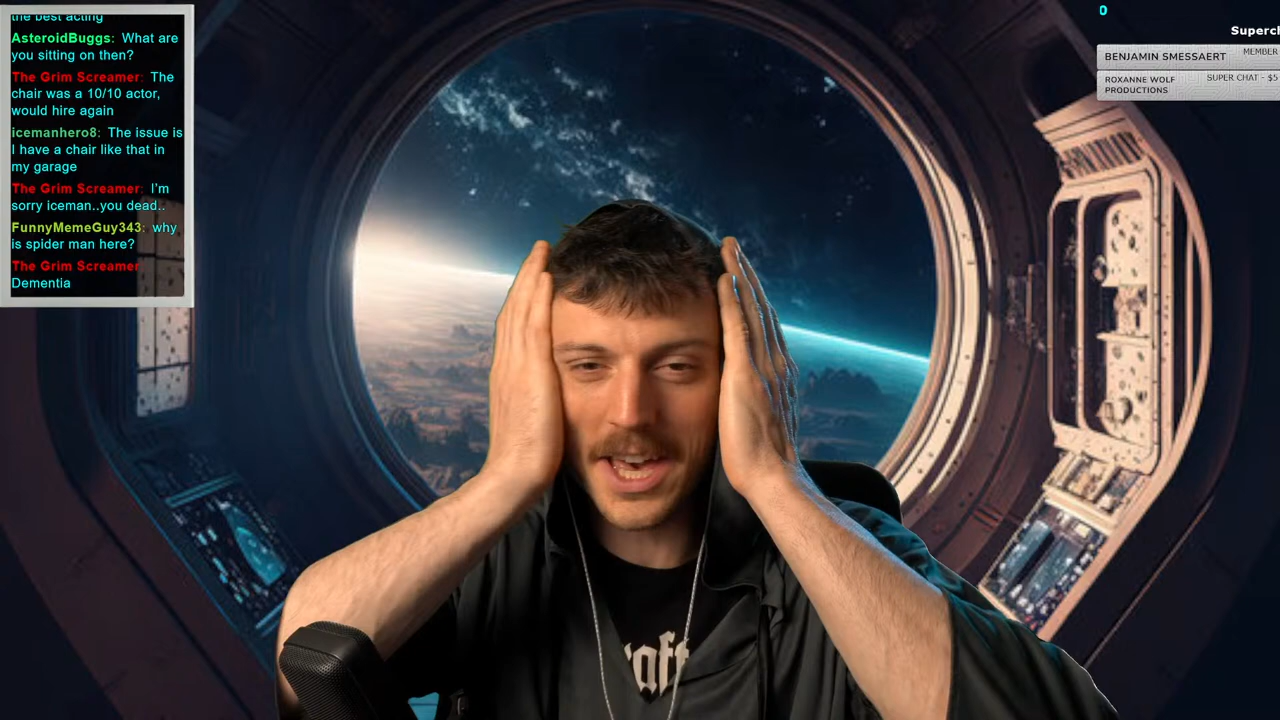 the best acting
AsteroidBuggs: What are
you sitting on then?
The Grim Screamer: The
chair was a 10/10 actor,
would hire again
icemanhero8: The issue is
I have a chair like that in
my garage
The Grim Screamer: I'm
sorry iceman..you dead..
FunnyMemeGuy343: why
is spider man here?
The Grim Screamer:
Dementia
0
Superch
BENJAMIN SMESSAERT MEMBER
ROXANNE WOLF PRODUCTIONS SUPER CHAT - $5
aft